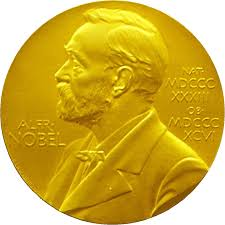 ALFR·
NOBEL
NAT·
MDCCC
XXXIII
OB·
MDCCC
XCVI